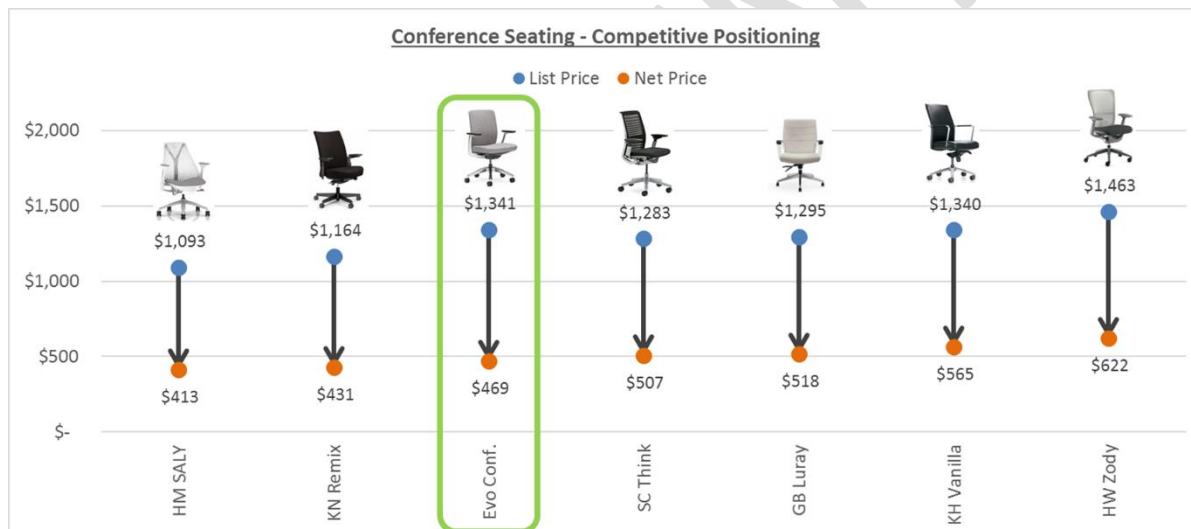 Conference Seating - Competitive Positioning
List Price Net Price
$2,000
$1,500
$1,000
$500
$-
$1,093
$1,164
$1,341
$1,283
$1,295
$1,340
$1,463
$413
$431
$469
$507
$518
$565
$622
HM SALY
KN Remix
Evo Conf.
SC Think
GB Luray
KH Vanilla
HW Zody